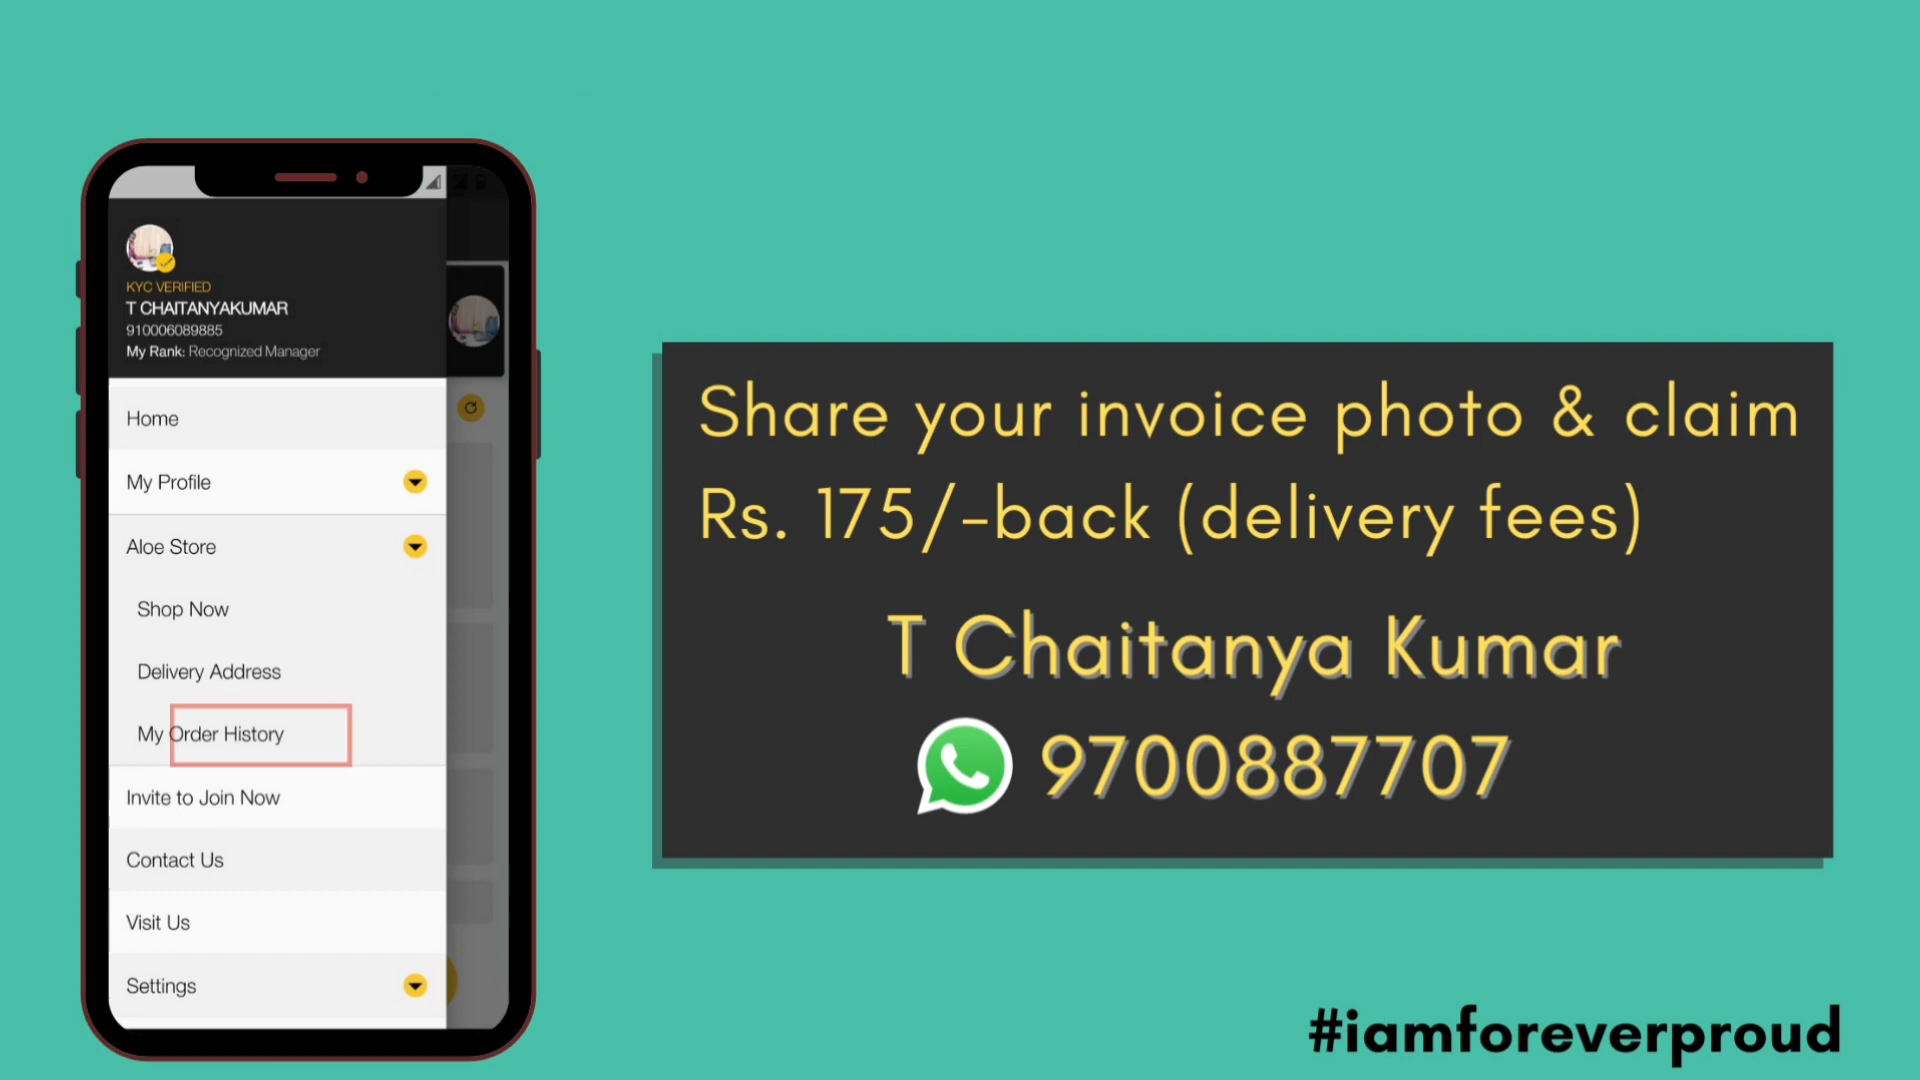 KYC VERIFIED
T CHAITANYAKUMAR
910006089885
My Rank: Recognized Manager
Home
My Profile
Aloe Store
Shop Now
Delivery Address
My Order History
Invite to Join Now
Contact Us
Visit Us
Settings
Share your invoice photo & claim
Rs. 175/-back (delivery fees)
T Chaitanya Kumar
9700887707
#iamforeverproud